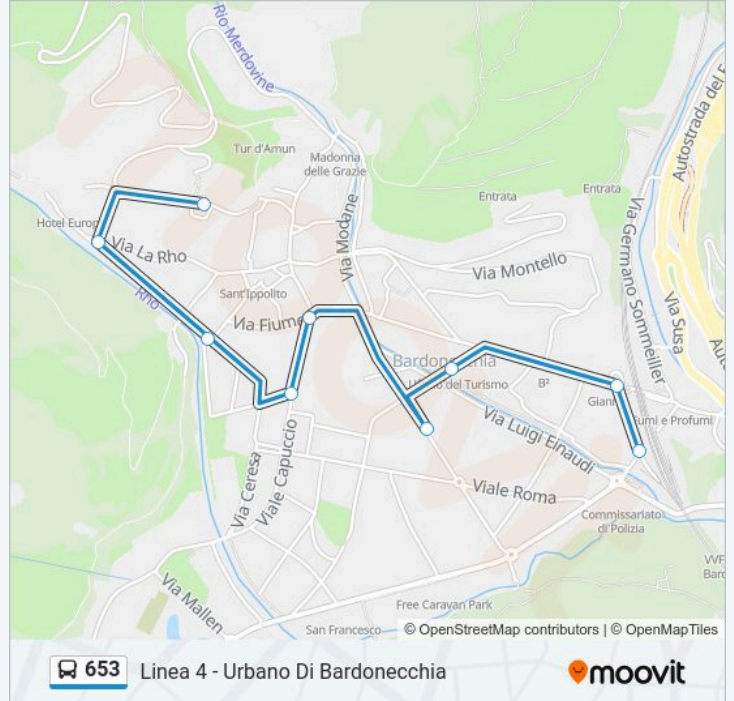 Rio Merdovine
Autostrada del F
Tur d'Amun
Madonna
delle Grazie
Entrata
Entrata
Hotel Europ
Via La Rho
Via Modane
Via Germano Sommeiller
Via Montello
Rho
Sant'Ippolito
Via Fiume
Via Susa
Bardonecchia
del Turismo
B²
Giann
fumi e Profumi
Via Luigi Einaudi
Via Ceresa
Viale Capuccio
Viale Roma
Commissariato
di Polizia
VVF
Bard
Via Mallen
Free Caravan Park
San Francesco
© OpenStreetMap contributors | © OpenMapTiles
653 Linea 4 - Urbano Di Bardonecchia
moovit